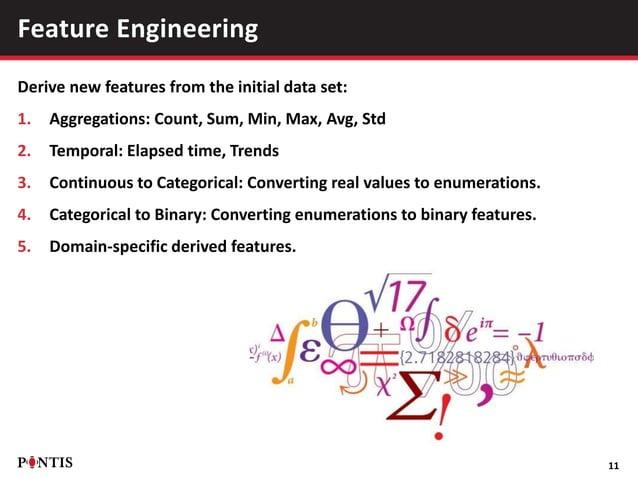 Feature Engineering
Derive new features from the initial data set:
1. Aggregations: Count, Sum, Min, Max, Avg, Std
2. Temporal: Elapsed time, Trends
3. Continuous to Categorical: Converting real values to enumerations.
4. Categorical to Binary: Converting enumerations to binary features.
5. Domain-specific derived features.
√17
Δ ∫ b a Θ + Ω ∫ δ e^iπ = -1
ε ∞ π = {2.7182818284} % λ
χ² Σ ! ≫ , ≈
PONTIS
11